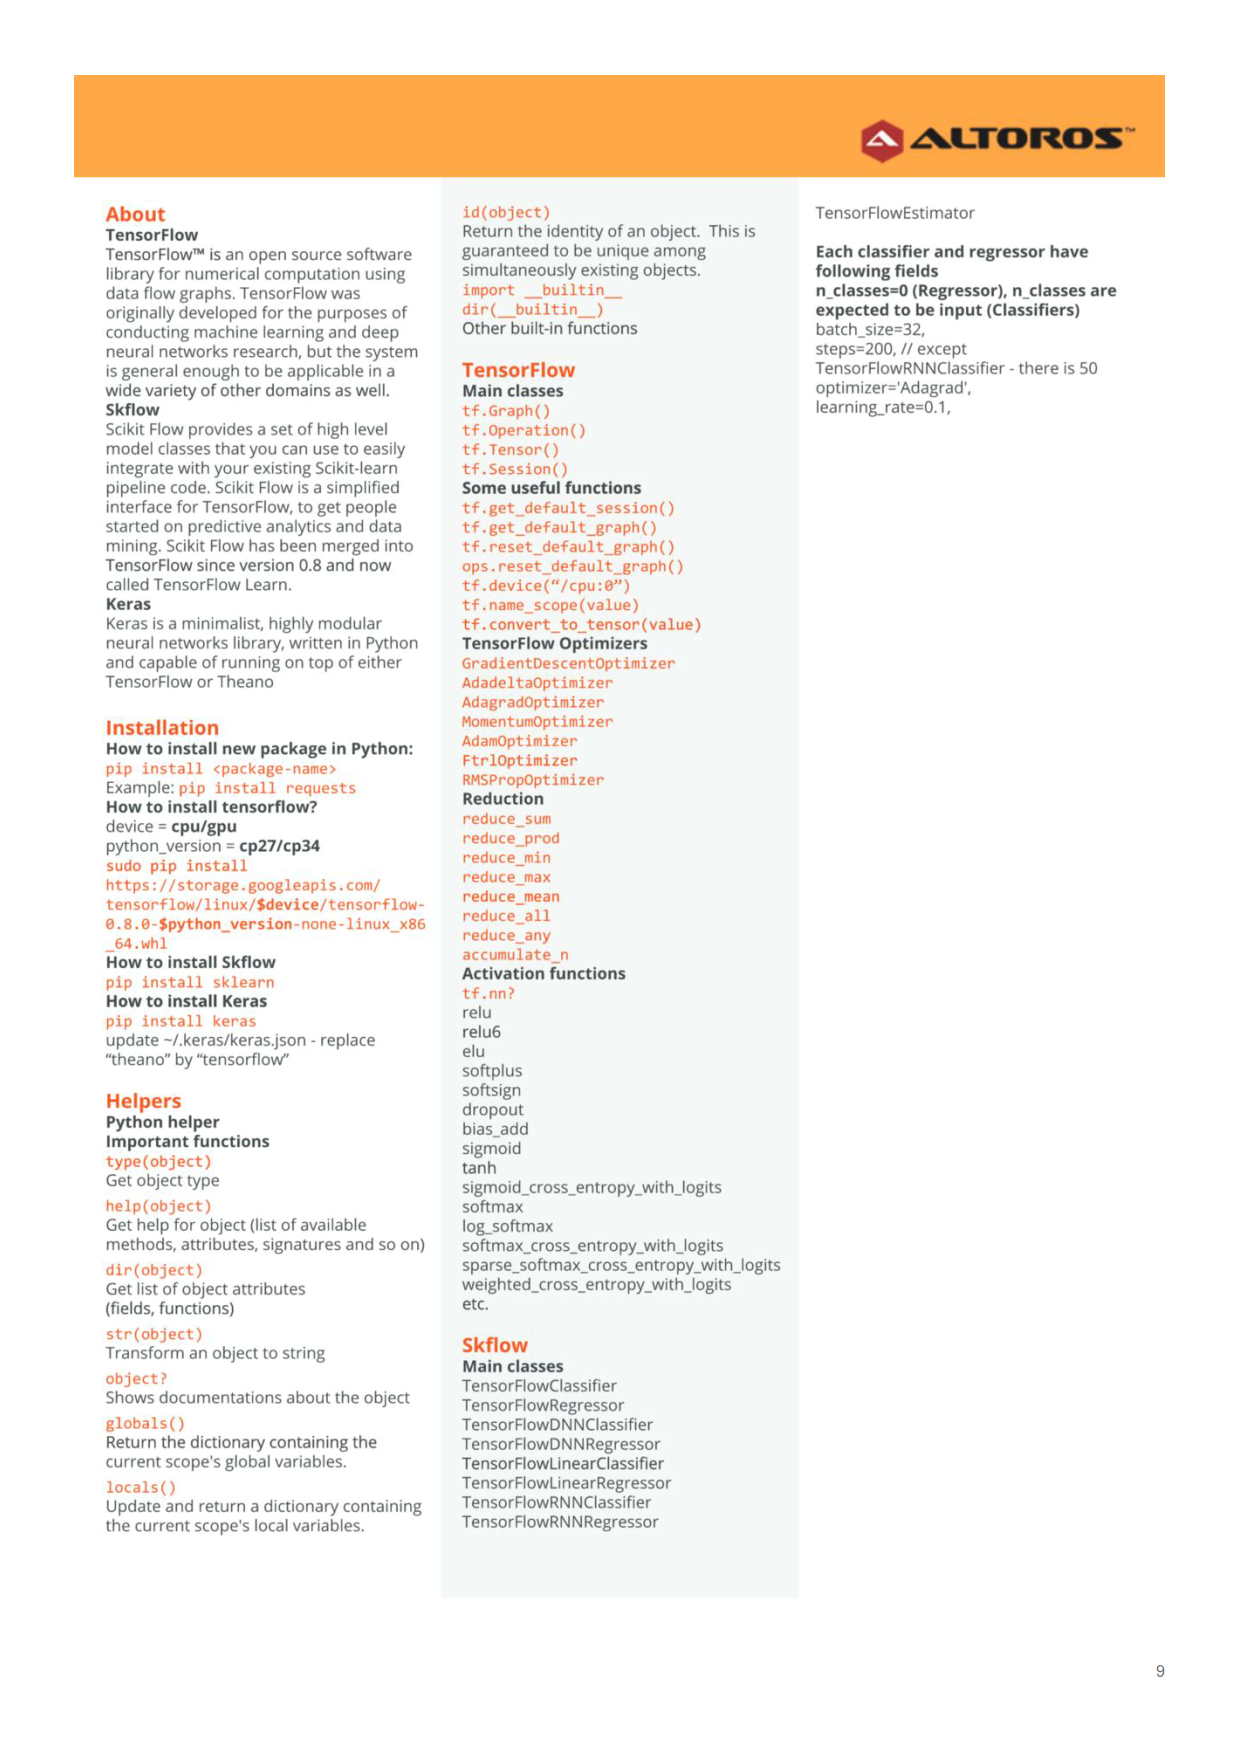 ALTOROS™
About
TensorFlow
TensorFlow™ is an open source software
library for numerical computation using
data flow graphs. TensorFlow was
originally developed for the purposes of
conducting machine learning and deep
neural networks research, but the system
is general enough to be applicable in a
wide variety of other domains as well.
Skflow
Scikit Flow provides a set of high level
model classes that you can use to easily
integrate with your existing Scikit-learn
pipeline code. Scikit Flow is a simplified
interface for TensorFlow, to get people
started on predictive analytics and data
mining. Scikit Flow has been merged into
TensorFlow since version 0.8 and now
called TensorFlow Learn.
Keras
Keras is a minimalist, highly modular
neural networks library, written in Python
and capable of running on top of either
TensorFlow or Theano
Installation
How to install new package in Python:
pip install <package-name>
Example: pip install requests
How to install tensorflow?
device = cpu/gpu
python_version = cp27/cp34
sudo pip install
https://storage.googleapis.com/
tensorflow/linux/$device/tensorflow-
0.8.0-$python_version-none-linux_x86
_64.whl
How to install Skflow
pip install sklearn
How to install Keras
pip install keras
update ~/.keras/keras.json - replace
“theano” by “tensorflow”
Helpers
Python helper
Important functions
type(object)
Get object type
help(object)
Get help for object (list of available
methods, attributes, signatures and so on)
dir(object)
Get list of object attributes
(fields, functions)
str(object)
Transform an object to string
object?
Shows documentations about the object
globals()
Return the dictionary containing the
current scope's global variables.
locals()
Update and return a dictionary containing
the current scope's local variables.
id(object)
Return the identity of an object. This is
guaranteed to be unique among
simultaneously existing objects.
import __builtin__
dir(__builtin__)
Other built-in functions
TensorFlow
Main classes
tf.Graph()
tf.Operation()
tf.Tensor()
tf.Session()
Some useful functions
tf.get_default_session()
tf.get_default_graph()
tf.reset_default_graph()
ops.reset_default_graph()
tf.device(“/cpu:0”)
tf.name_scope(value)
tf.convert_to_tensor(value)
TensorFlow Optimizers
GradientDescentOptimizer
AdadeltaOptimizer
AdagradOptimizer
MomentumOptimizer
AdamOptimizer
FtrlOptimizer
RMSPropOptimizer
Reduction
reduce_sum
reduce_prod
reduce_min
reduce_max
reduce_mean
reduce_all
reduce_any
accumulate_n
Activation functions
tf.nn?
relu
relu6
elu
softplus
softsign
dropout
bias_add
sigmoid
tanh
sigmoid_cross_entropy_with_logits
softmax
log_softmax
softmax_cross_entropy_with_logits
sparse_softmax_cross_entropy_with_logits
weighted_cross_entropy_with_logits
etc.
Skflow
Main classes
TensorFlowClassifier
TensorFlowRegressor
TensorFlowDNNClassifier
TensorFlowDNNRegressor
TensorFlowLinearClassifier
TensorFlowLinearRegressor
TensorFlowRNNClassifier
TensorFlowRNNRegressor
TensorFlowEstimator
Each classifier and regressor have
following fields
n_classes=0 (Regressor), n_classes are
expected to be input (Classifiers)
batch_size=32,
steps=200, // except
TensorFlowRNNClassifier - there is 50
optimizer='Adagrad',
learning_rate=0.1,
9